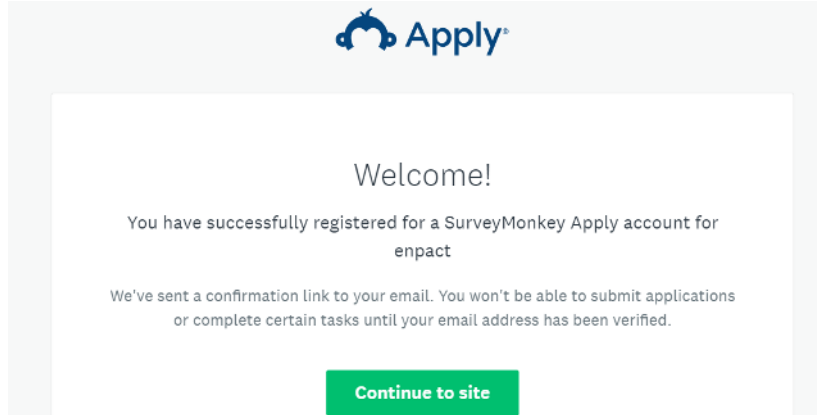 Apply®
Welcome!
You have successfully registered for a SurveyMonkey Apply account for
enpact
We've sent a confirmation link to your email. You won't be able to submit applications
or complete certain tasks until your email address has been verified.
Continue to site